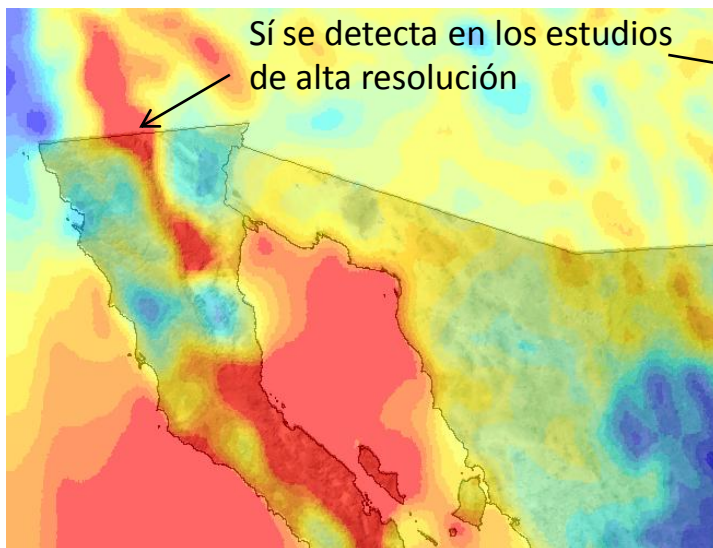 Sí se detecta en los estudios
de alta resolución